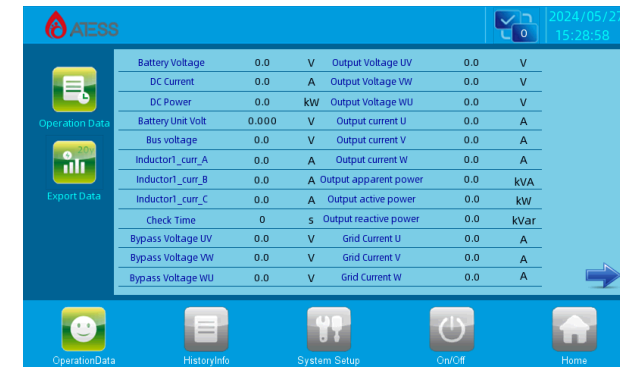 ATESS
0
2024/05/27
15:28:58
Battery Voltage 0.0 V Output Voltage UV 0.0 V
DC Current 0.0 A Output Voltage VW 0.0 V
DC Power 0.0 kW Output Voltage WU 0.0 V
Operation Data
Battery Unit Volt 0.000 V Output current U 0.0 A
Bus voltage 0.0 V Output current V 0.0 A
Inductor1_curr_A 0.0 A Output current W 0.0 A
Inductor1_curr_B 0.0 A Output apparent power 0.0 kVA
Export Data
Inductor1_curr_C 0.0 A Output active power 0.0 kW
Check Time 0 s Output reactive power 0.0 kVar
Bypass Voltage UV 0.0 V Grid Current U 0.0 A
Bypass Voltage VW 0.0 V Grid Current V 0.0 A
Bypass Voltage WU 0.0 V Grid Current W 0.0 A
OperationData HistoryInfo System Setup On/Off Home